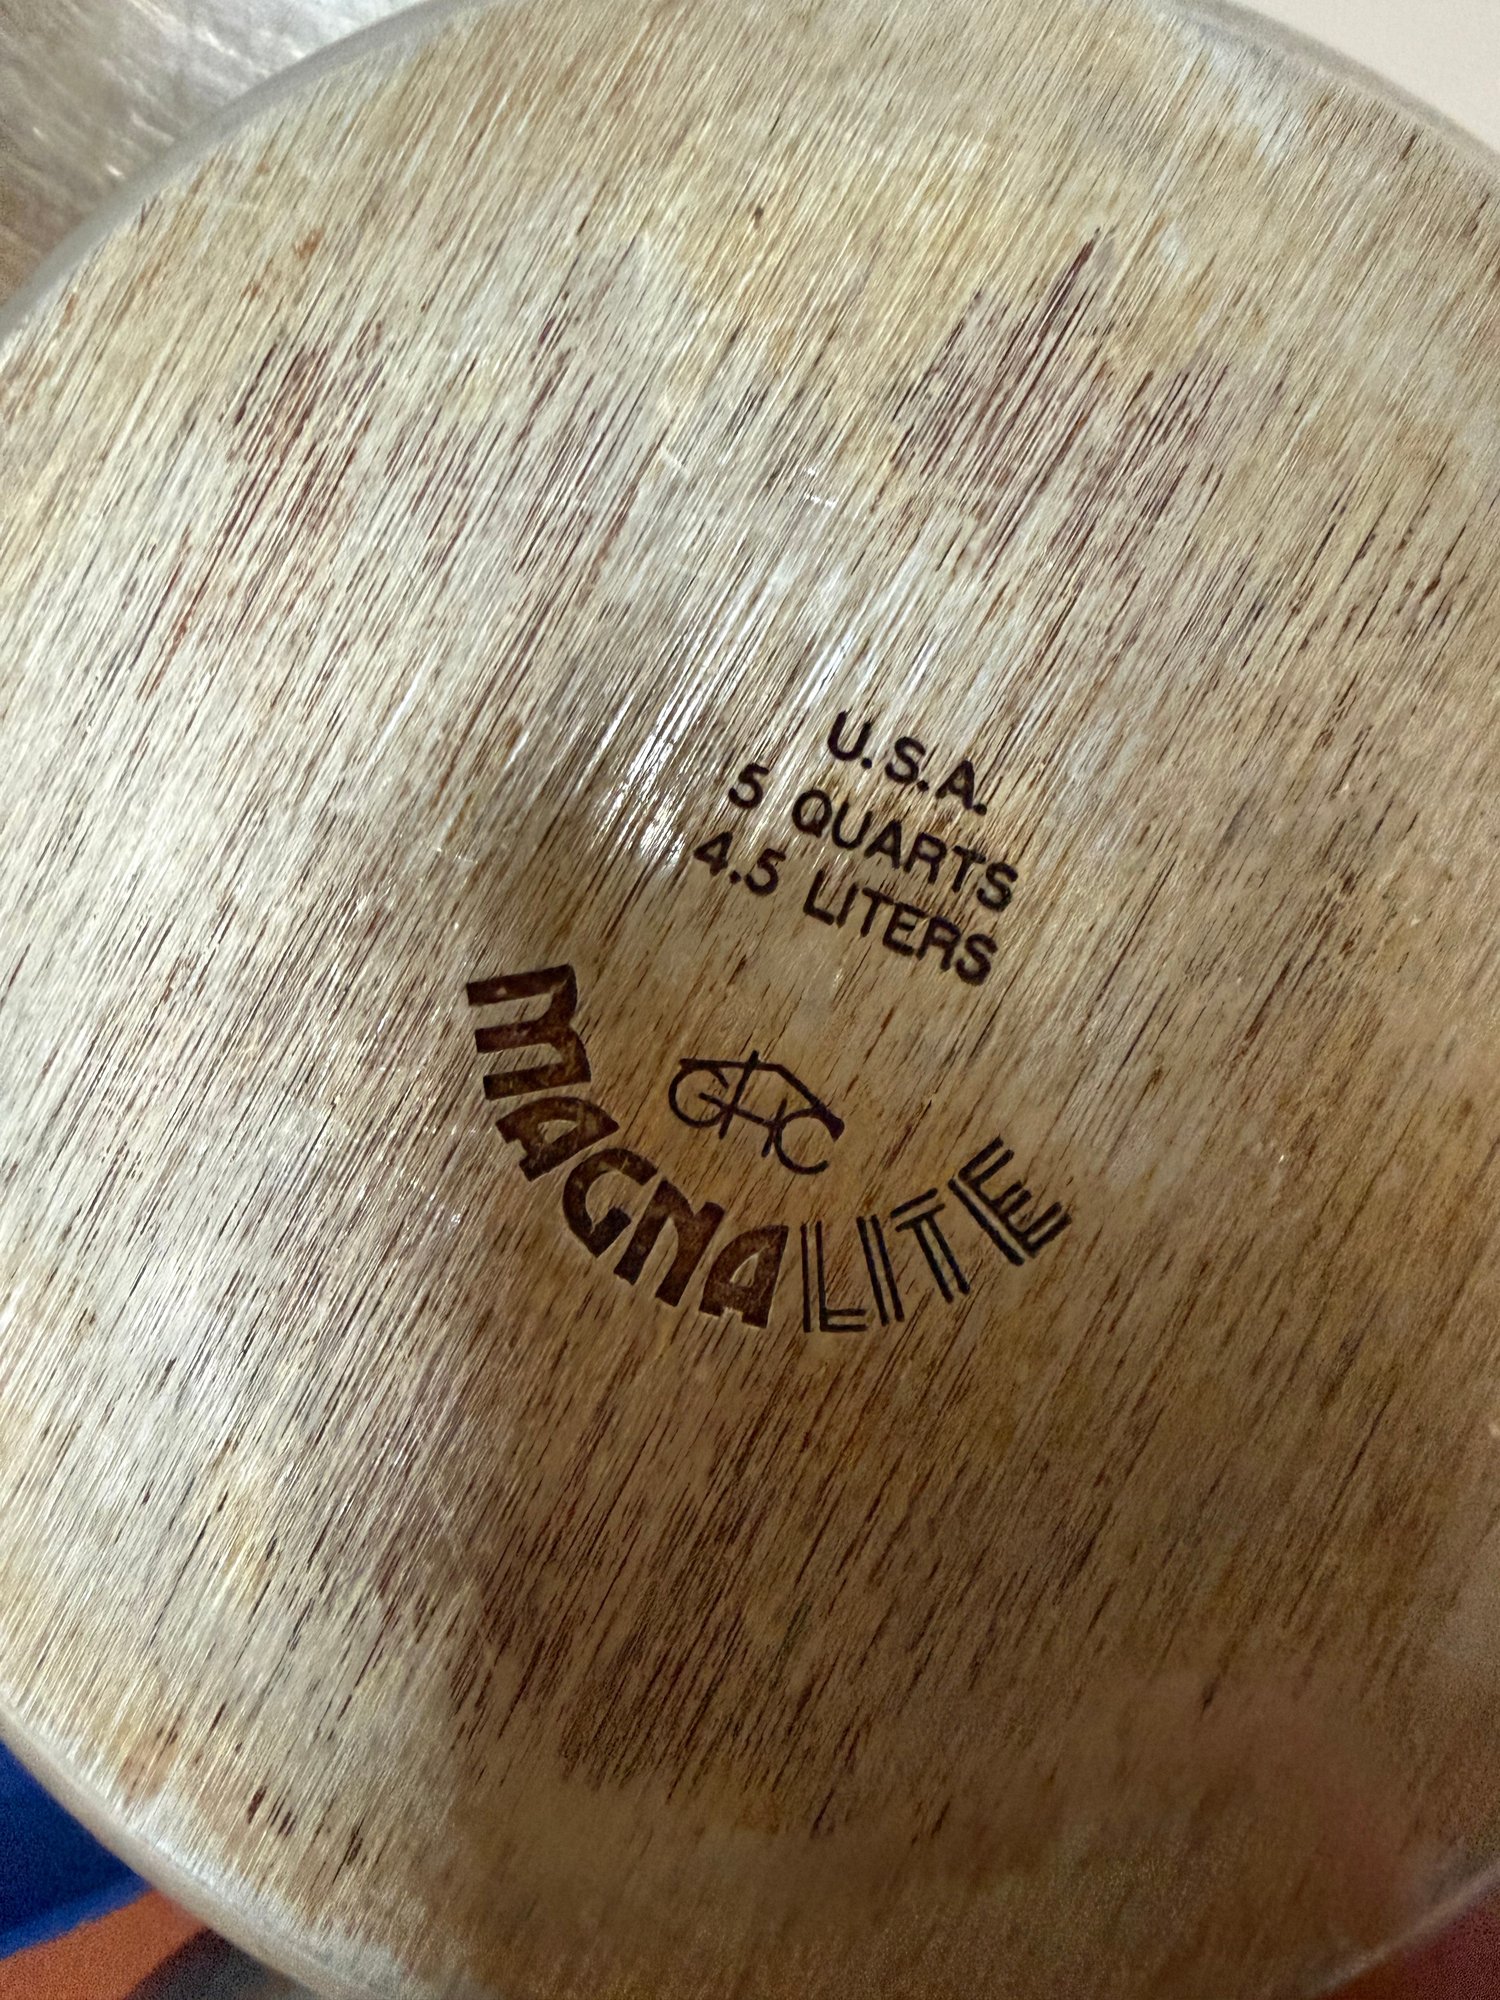 U.S.A.
5 QUARTS
4.5 LITERS
GHC
MAGNALITE